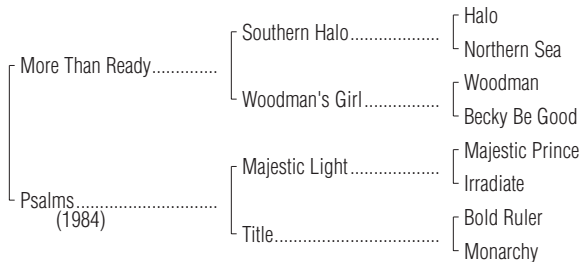 Halo
Southern Halo....................
Northern Sea
More Than Ready..............
Woodman
Woodman's Girl.................
Becky Be Good
Majestic Prince
Majestic Light....................
Irradiate
Psalms..............................
(1984)
Bold Ruler
Title.....................................
Monarchy